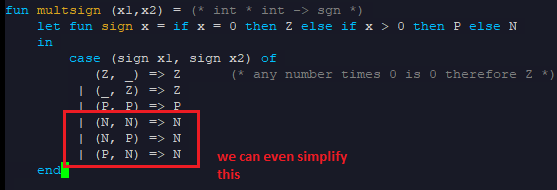 fun multsign (x1,x2) = (* int * int -> sgn *)
let fun sign x = if x = 0 then Z else if x > 0 then P else N
in
case (sign x1, sign x2) of
(Z, _) => Z (* any number times 0 is 0 therefore Z *)
| (_, Z) => Z
| (P, P) => P
| (N, N) => N
| (N, P) => N
| (P, N) => N
end
we can even simplify
this